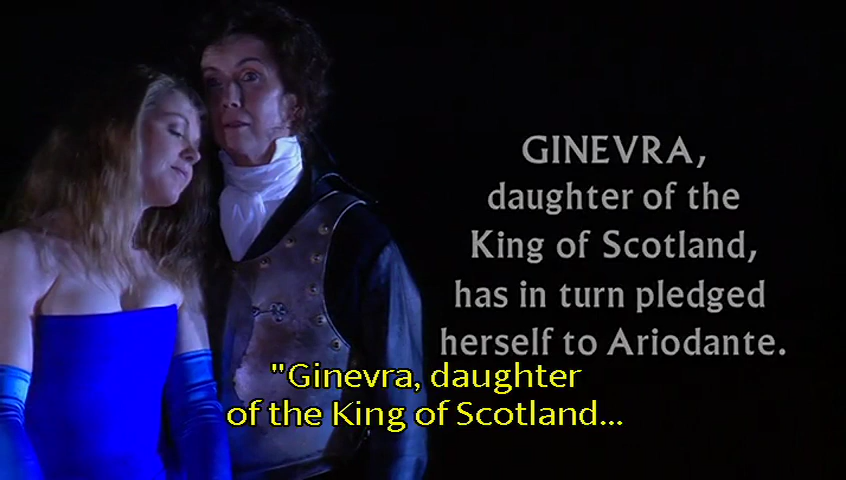 GINEVRA,
daughter of the
King of Scotland,
has in turn pledged
herself to Ariodante.
"Ginevra, daughter
of the King of Scotland...